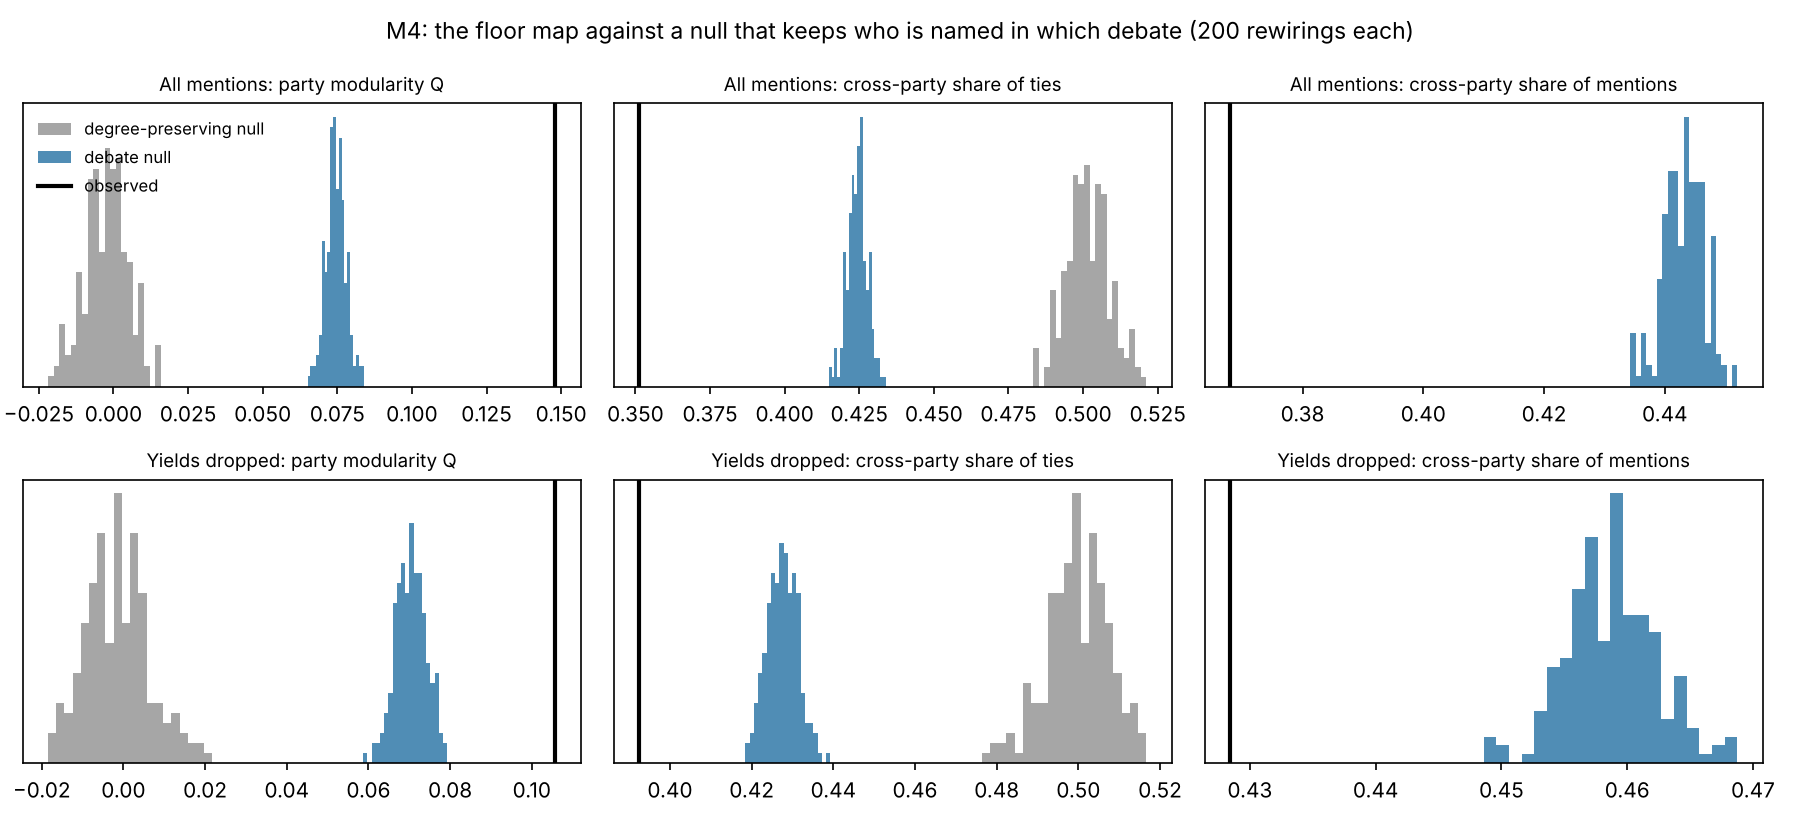 M4: the floor map against a null that keeps who is named in which debate (200 rewirings each)
All mentions: party modularity Q
degree-preserving null
debate null
observed
−0.025 0.000 0.025 0.050 0.075 0.100 0.125 0.150
All mentions: cross-party share of ties
0.350 0.375 0.400 0.425 0.450 0.475 0.500 0.525
All mentions: cross-party share of mentions
0.38 0.40 0.42 0.44
Yields dropped: party modularity Q
−0.02 0.00 0.02 0.04 0.06 0.08 0.10
Yields dropped: cross-party share of ties
0.40 0.42 0.44 0.46 0.48 0.50 0.52
Yields dropped: cross-party share of mentions
0.43 0.44 0.45 0.46 0.47